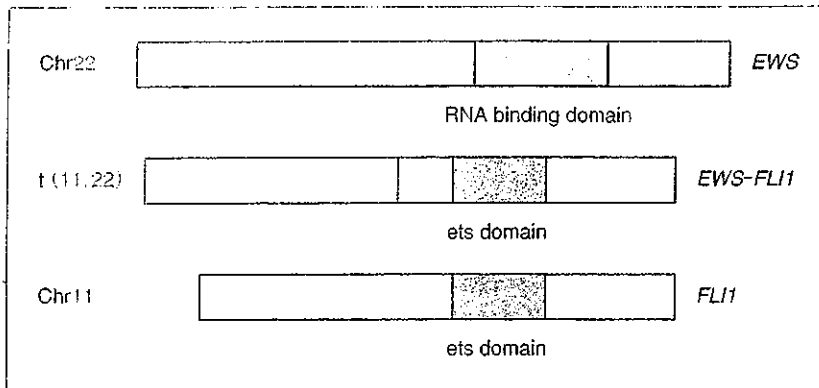 Chr22 EWS
RNA binding domain
t (11,22) EWS-FLI1
ets domain
Chr11 FLI1
ets domain